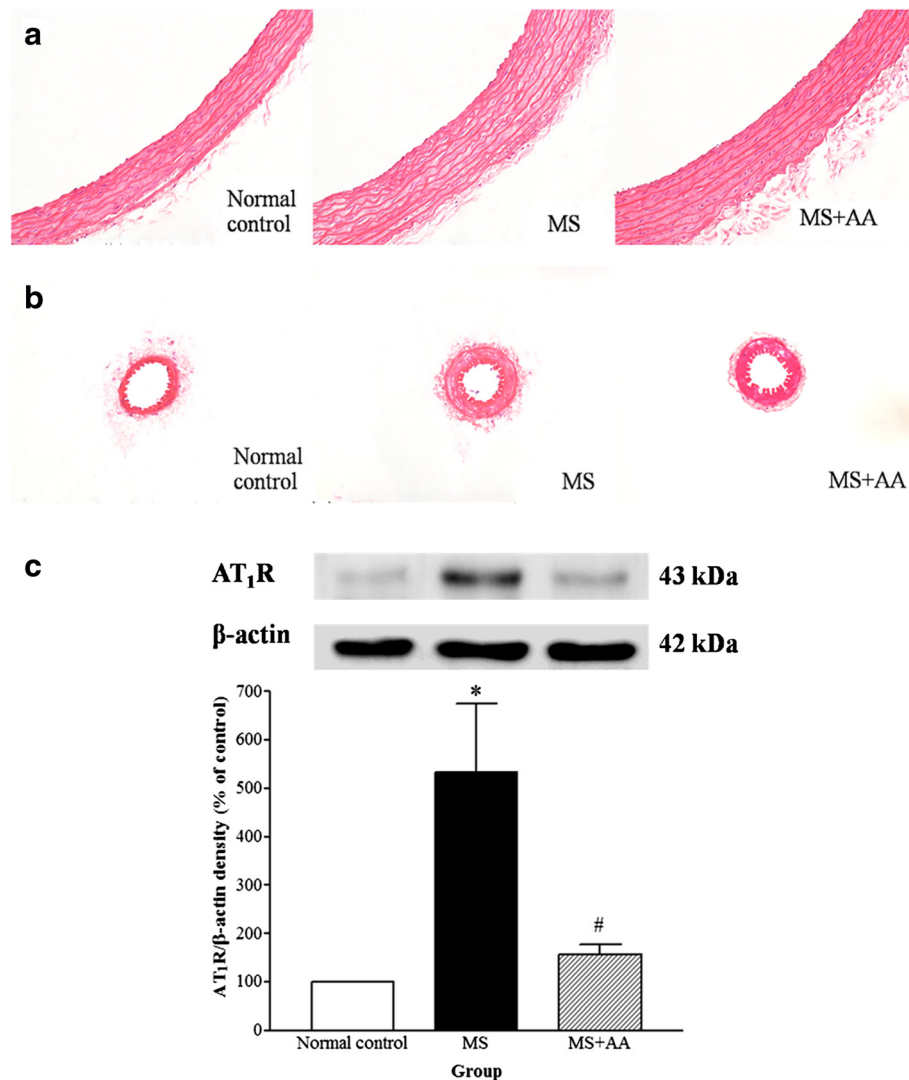 a
Normal
control
MS
MS+AA
b
Normal
control
MS
MS+AA
c
AT₁R
43 kDa
β-actin
42 kDa
AT₁R/β-actin density (% of control)
700
600
500
400
300
200
100
0
*
#
Normal control
MS
MS+AA
Group